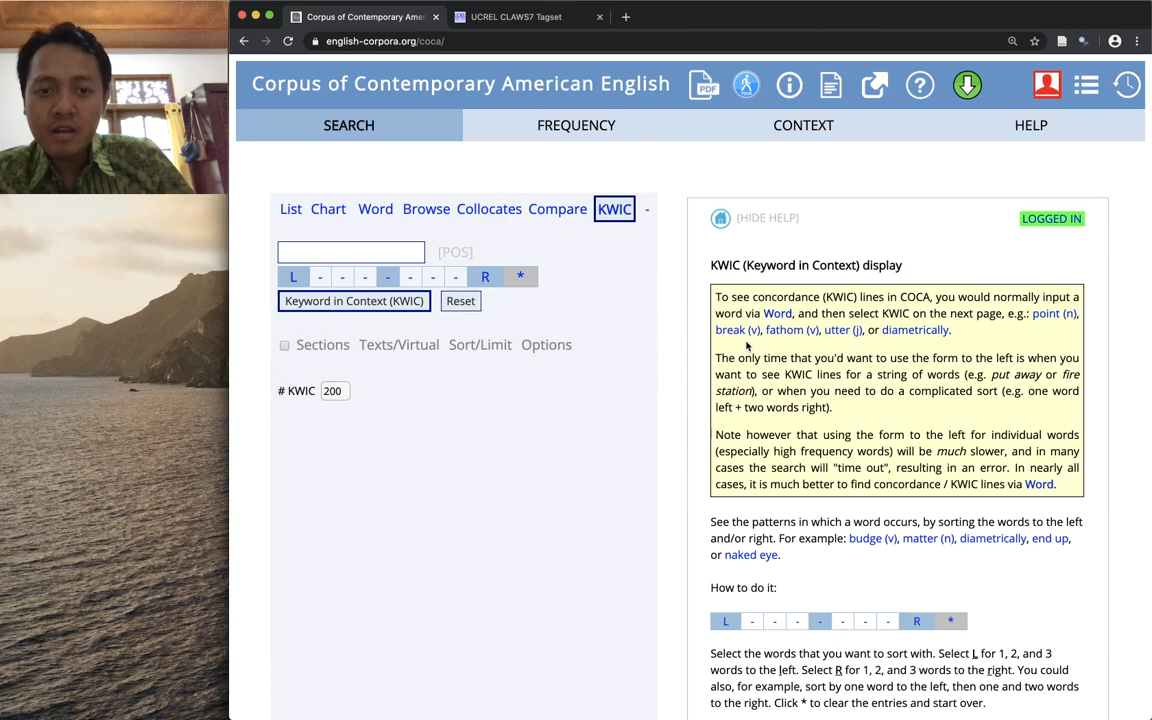 Corpus of Contemporary Ame
UCREL CLAWS7 Tagset
english-corpora.org/coca/
Corpus of Contemporary American English
PDF
SEARCH FREQUENCY CONTEXT HELP
List Chart Word Browse Collocates Compare KWIC -
[POS]
L - - - - - - - R *
Keyword in Context (KWIC) Reset
Sections Texts/Virtual Sort/Limit Options
# KWIC 200
(HIDE HELP) LOGGED IN
KWIC (Keyword in Context) display
To see concordance (KWIC) lines in COCA, you would normally input a
word via Word, and then select KWIC on the next page, e.g.: point (n),
break (v), fathom (v), utter (j), or diametrically.
The only time that you'd want to use the form to the left is when you
want to see KWIC lines for a string of words (e.g. put away or fire
station), or when you need to do a complicated sort (e.g. one word
left + two words right).
Note however that using the form to the left for individual words
(especially high frequency words) will be much slower, and in many
cases the search will "time out", resulting in an error. In nearly all
cases, it is much better to find concordance / KWIC lines via Word.
See the patterns in which a word occurs, by sorting the words to the left
and/or right. For example: budge (v), matter (n), diametrically, end up,
or naked eye.
How to do it:
L - - - - - - - R *
Select the words that you want to sort with. Select L for 1, 2, and 3
words to the left. Select R for 1, 2, and 3 words to the right. You could
also, for example, sort by one word to the left, then one and two words
to the right. Click * to clear the entries and start over.